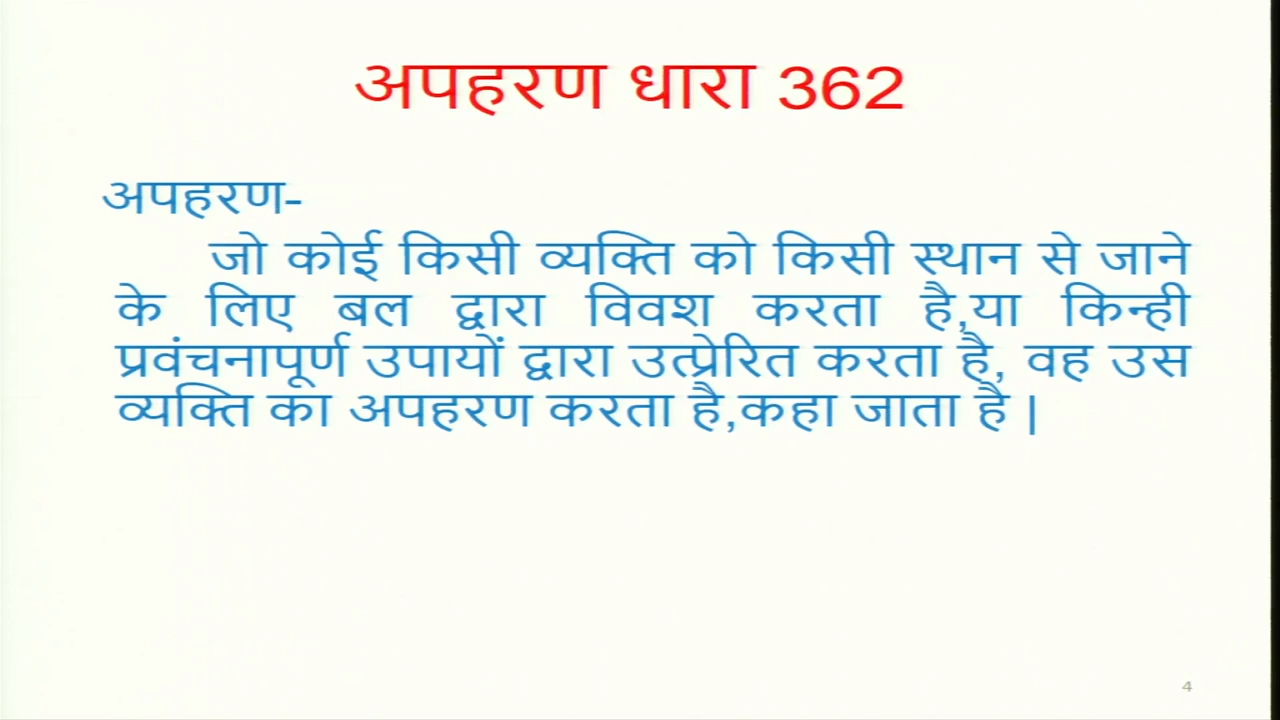 अपहरण धारा 362
अपहरण-
जो कोई किसी व्यक्ति को किसी स्थान से जाने
के लिए बल द्वारा विवश करता है,या किन्ही
प्रवंचनापूर्ण उपायों द्वारा उत्प्रेरित करता है, वह उस
व्यक्ति का अपहरण करता है,कहा जाता है |
4